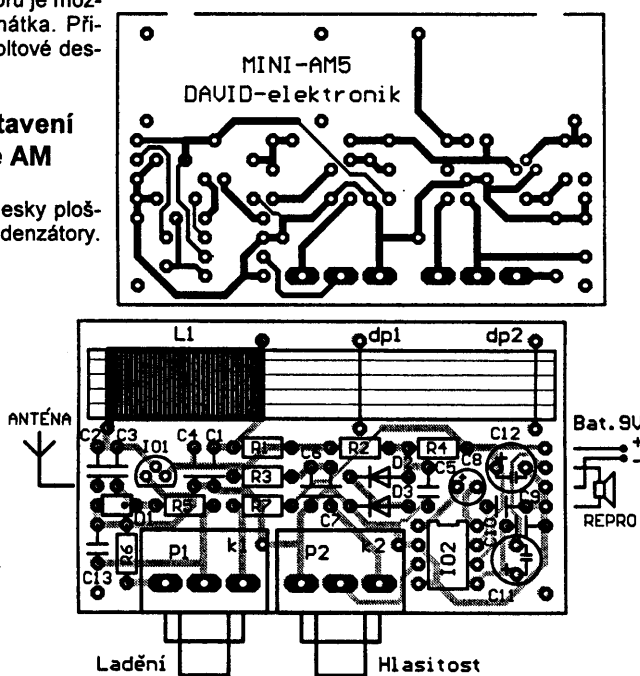 oru je moz-
nátka. Při-
oltové des-
tavení
e AM
esky ploš-
denzátory.
MINI-AM5
DAVID-elektronik
L1
dp1
dp2
ANTÉNA
C2
C3
IO1
C4
C1
R1
C6
R2
R4
C8
C12
Bat.9V
+
-
R3
D2
C5
D3
C9
D1
R5
R7
C7
C10
REPRO
R6
P1
k1
P2
k2
IO2
C13
C11
Ladění
Hlasitost